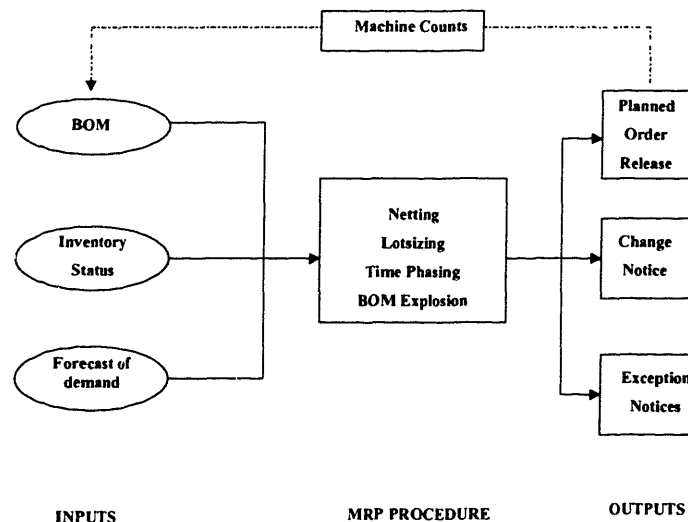 Machine Counts
BOM
Inventory
Status
Forecast of
demand
Netting
Lotsizing
Time Phasing
BOM Explosion
Planned
Order
Release
Change
Notice
Exception
Notices
INPUTS
MRP PROCEDURE
OUTPUTS